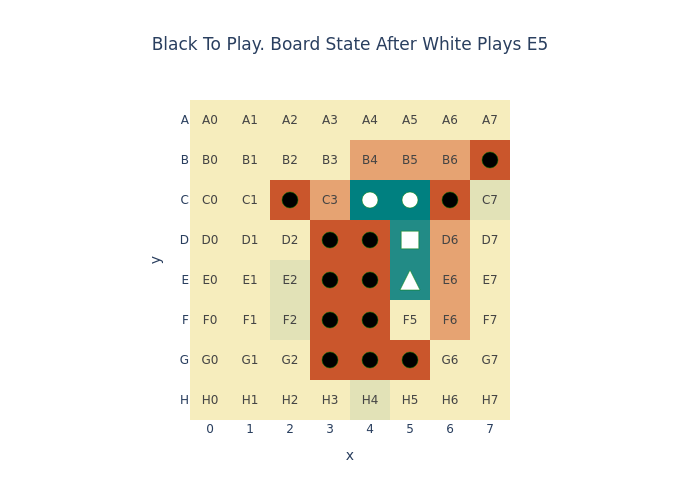 Black To Play. Board State After White Plays E5
A A0 A1 A2 A3 A4 A5 A6 A7
B B0 B1 B2 B3 B4 B5 B6
C C0 C1 C3 C7
D D0 D1 D2 D6 D7
y
E E0 E1 E2 E6 E7
F F0 F1 F2 F5 F6 F7
G G0 G1 G2 G6 G7
H H0 H1 H2 H3 H4 H5 H6 H7
0 1 2 3 4 5 6 7
x